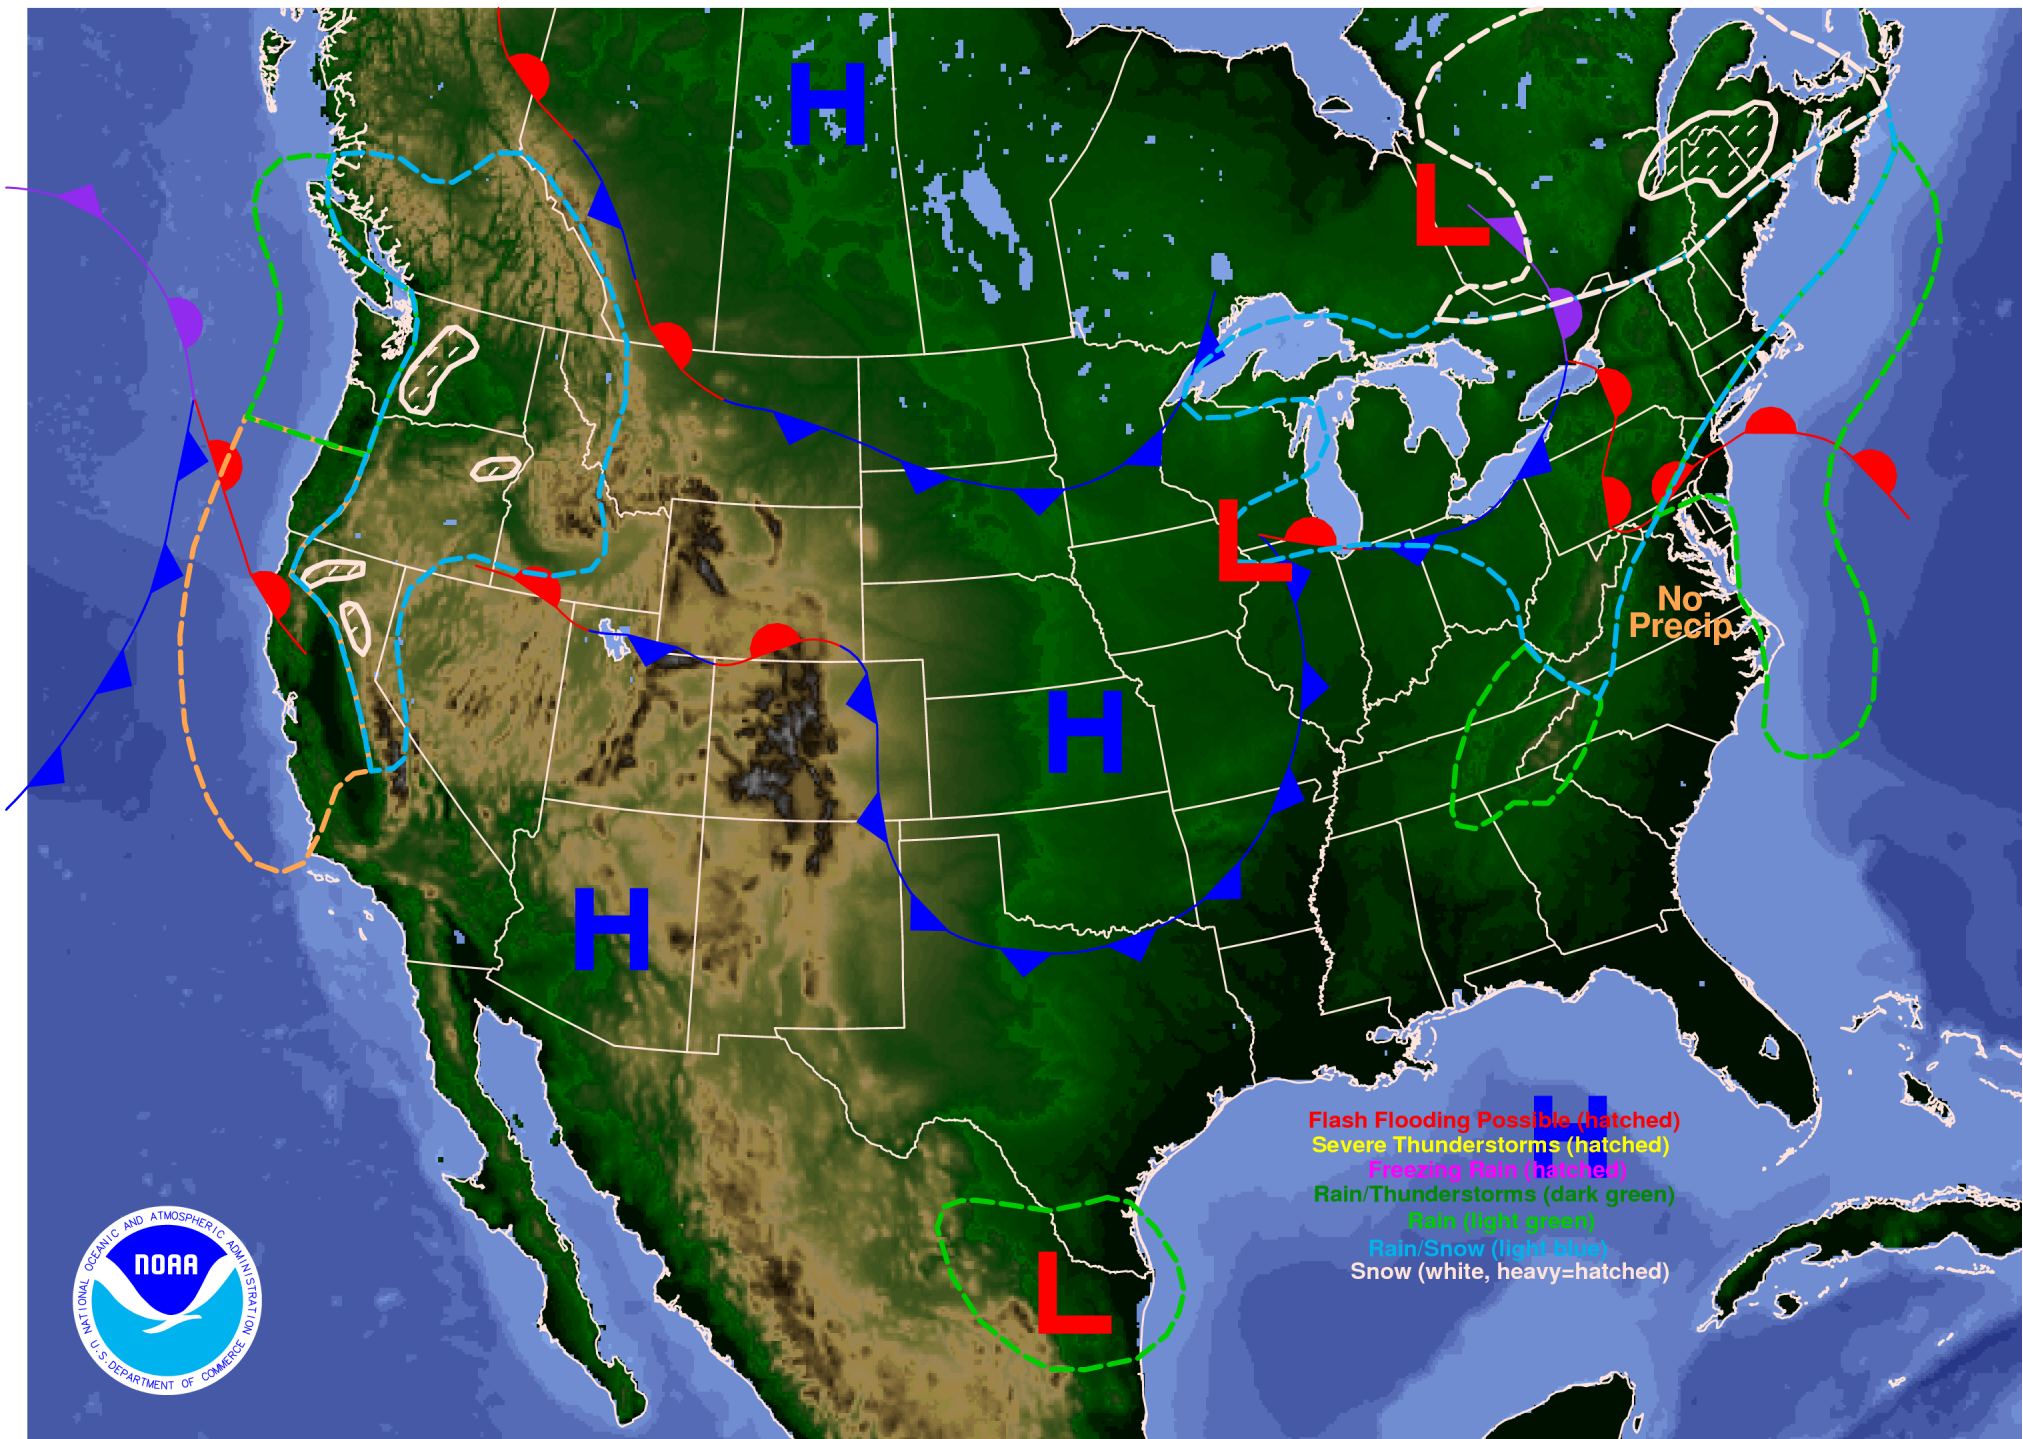 H
L
L
No
Precip
H
H
H
Flash Flooding Possible (hatched)
Severe Thunderstorms (hatched)
Freezing Rain (hatched)
Rain/Thunderstorms (dark green)
Rain (light green)
Rain/Snow (light blue)
Snow (white, heavy=hatched)
L
NATIONAL OCEANIC AND ATMOSPHERIC ADMINISTRATION
NOAA
U.S. DEPARTMENT OF COMMERCE